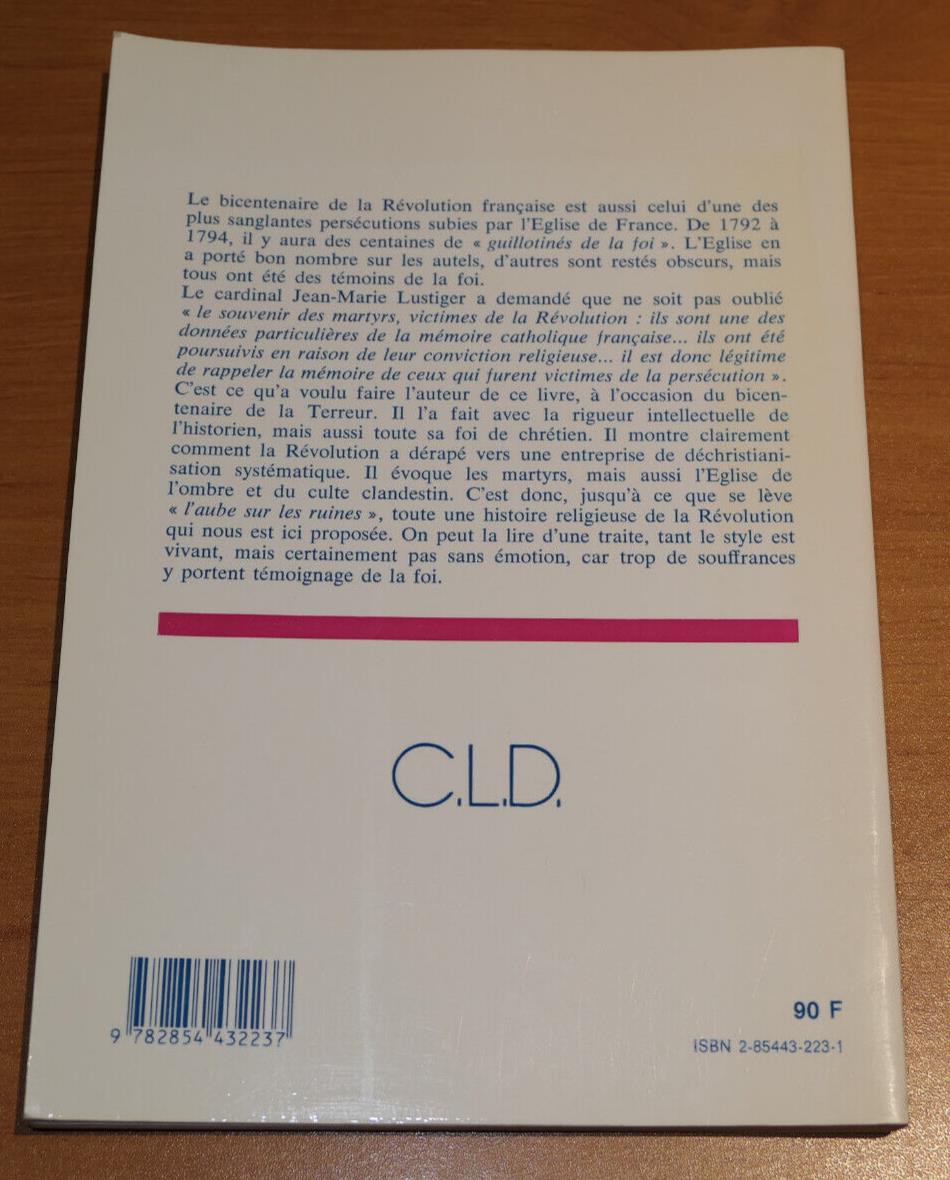 Le bicentenaire de la Révolution française est aussi celui d'une des
plus sanglantes persécutions subies par l'Eglise de France. De 1792 à
1794, il y aura des centaines de « guillotinés de la foi ». L'Eglise en
a porté bon nombre sur les autels, d'autres sont restés obscurs, mais
tous ont été des témoins de la foi.
Le cardinal Jean-Marie Lustiger a demandé que ne soit pas oublié
« le souvenir des martyrs, victimes de la Révolution : ils sont une des
données particulières de la mémoire catholique française... ils ont été
poursuivis en raison de leur conviction religieuse... il est donc légitime
de rappeler la mémoire de ceux qui furent victimes de la persécution ».
C'est ce qu'a voulu faire l'auteur de ce livre, à l'occasion du bicen-
tenaire de la Terreur. Il l'a fait avec la rigueur intellectuelle de
l'historien, mais aussi toute sa foi de chrétien. Il montre clairement
comment la Révolution a dérapé vers une entreprise de déchristiani-
sation systématique. Il évoque les martyrs, mais aussi l'Eglise de
l'ombre et du culte clandestin. C'est donc, jusqu'à ce que se lève
« l'aube sur les ruines », toute une histoire religieuse de la Révolution
qui nous est ici proposée. On peut la lire d'une traite, tant le style est
vivant, mais certainement pas sans émotion, car trop de souffrances
y portent témoignage de la foi.
C.L.D.
9 782854 432237
90 F
ISBN 2-85443-223-1